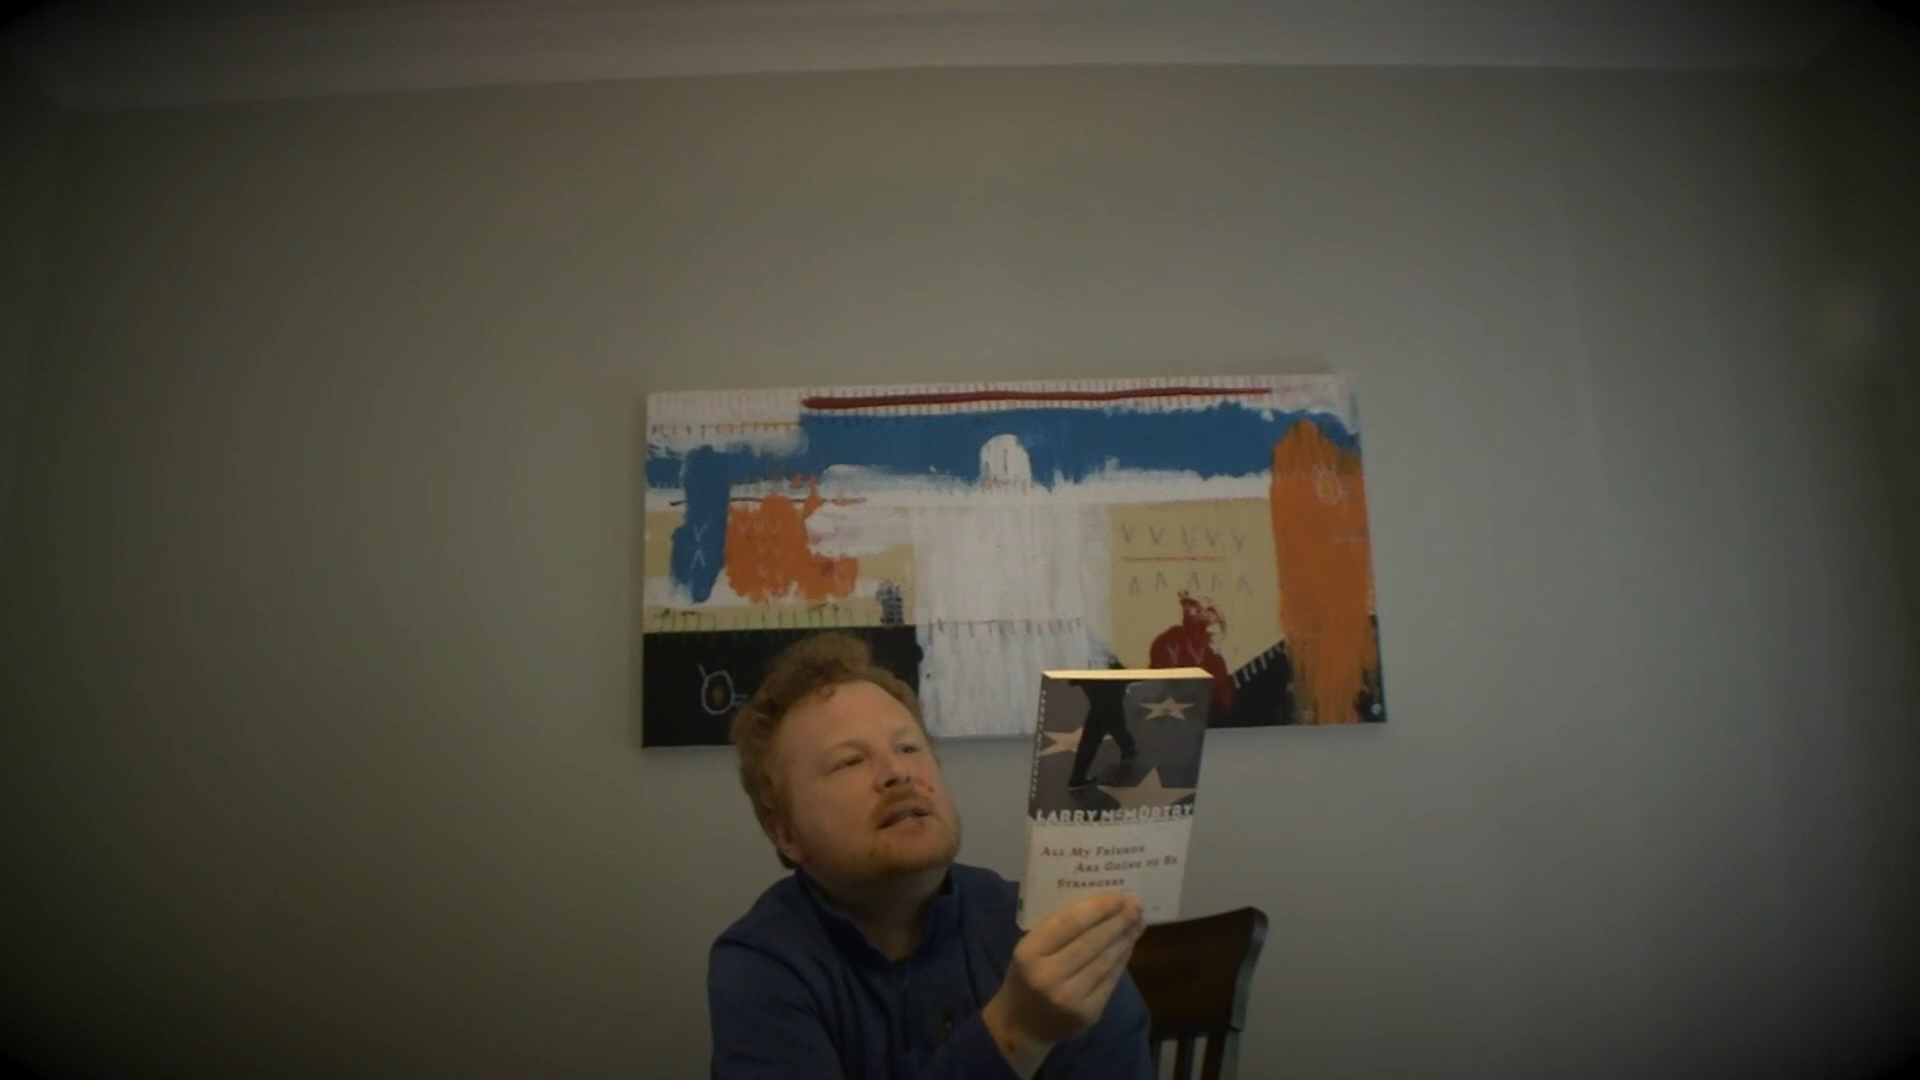 LARRY McMURTRY
ALL MY FRIENDS
ARE GOING TO BE
STRANGERS